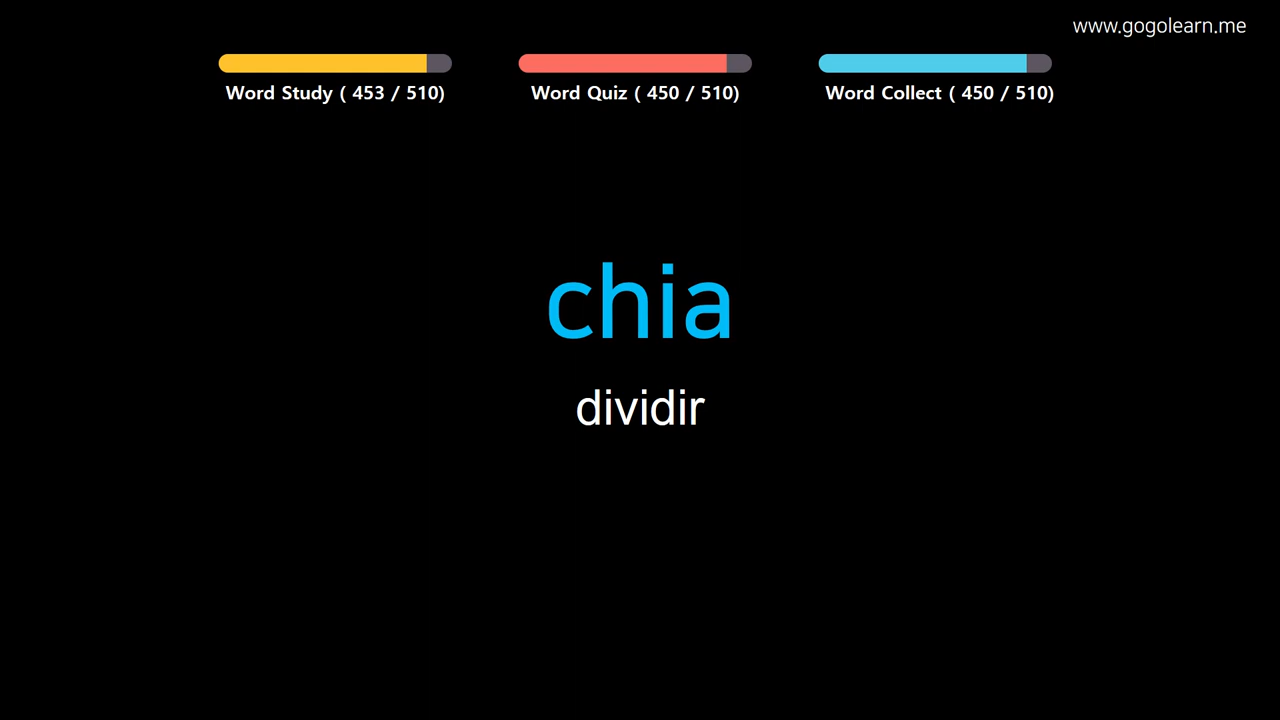 www.gogolearn.me
Word Study ( 453 / 510)
Word Quiz ( 450 / 510)
Word Collect ( 450 / 510)
chia
dividir